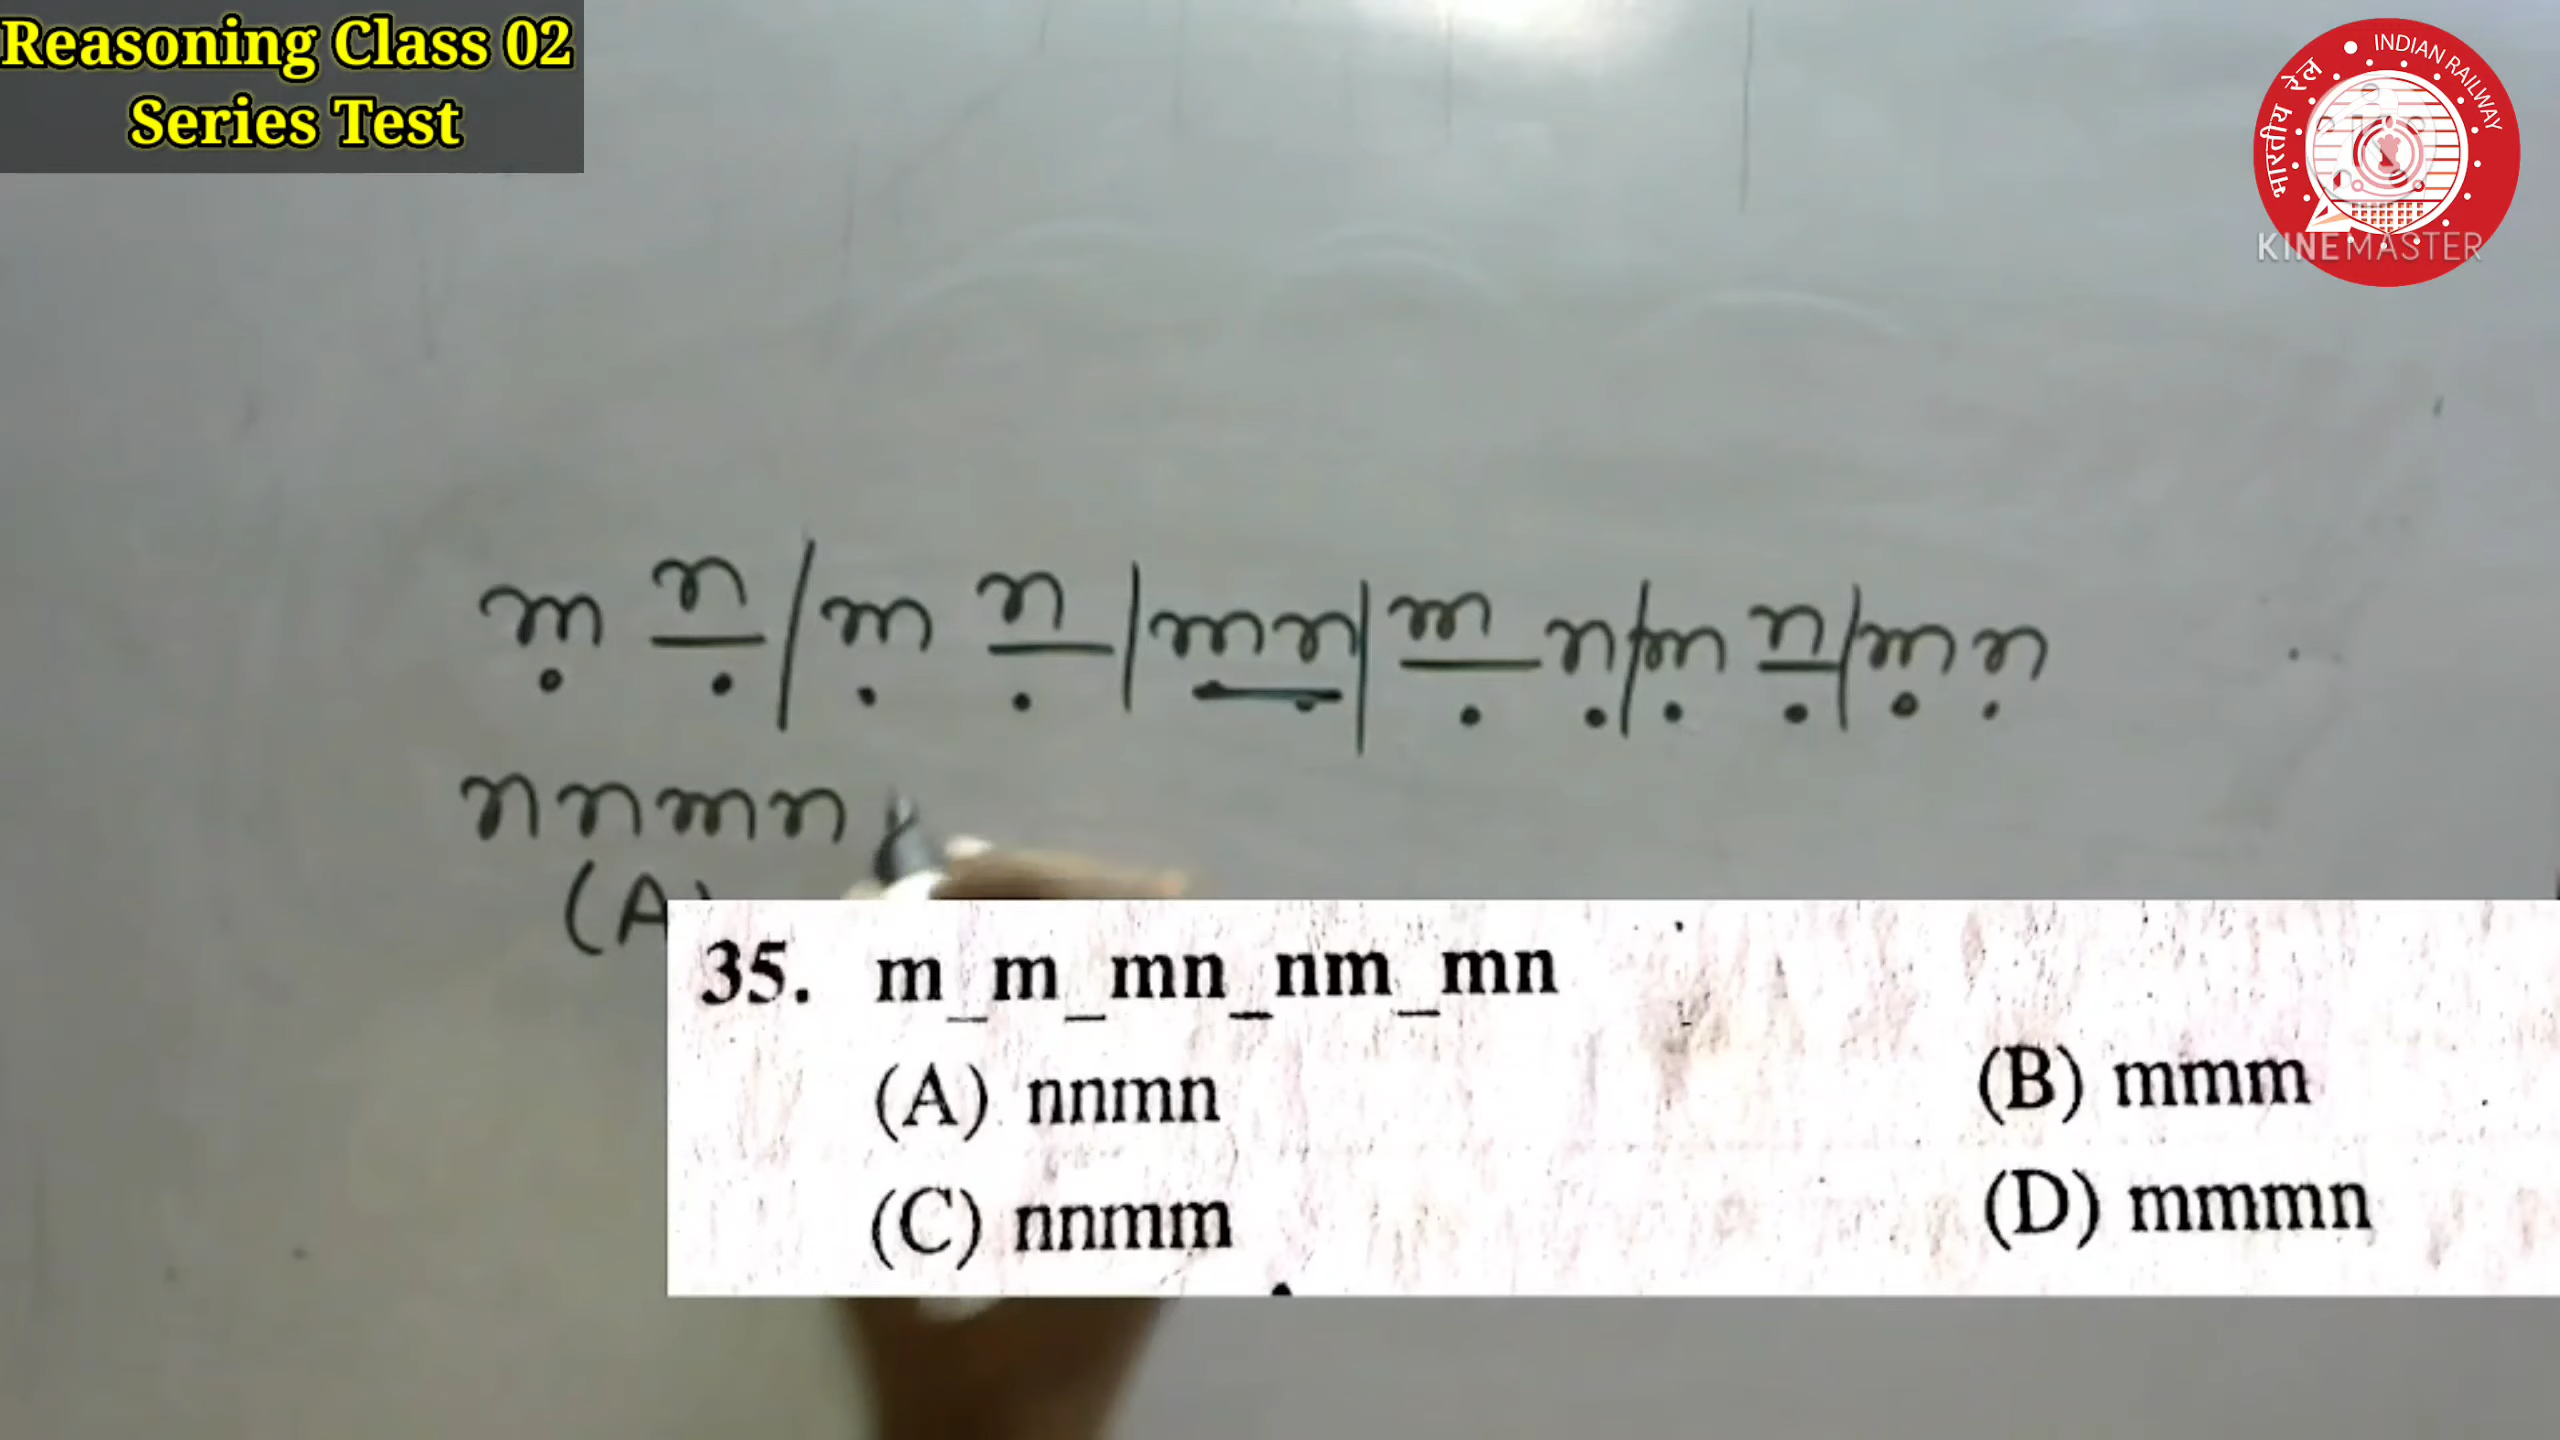 Reasoning Class 02
Series Test
INDIAN RAILWAY
भारतीय रेल
KINEMASTER
m n / m n | m n | m n / m n / m n
n n m n
(A)
35. m_m_mn_nm_mn
(A) nnmn
(B) mmm
(C) nnmm
(D) mmmn